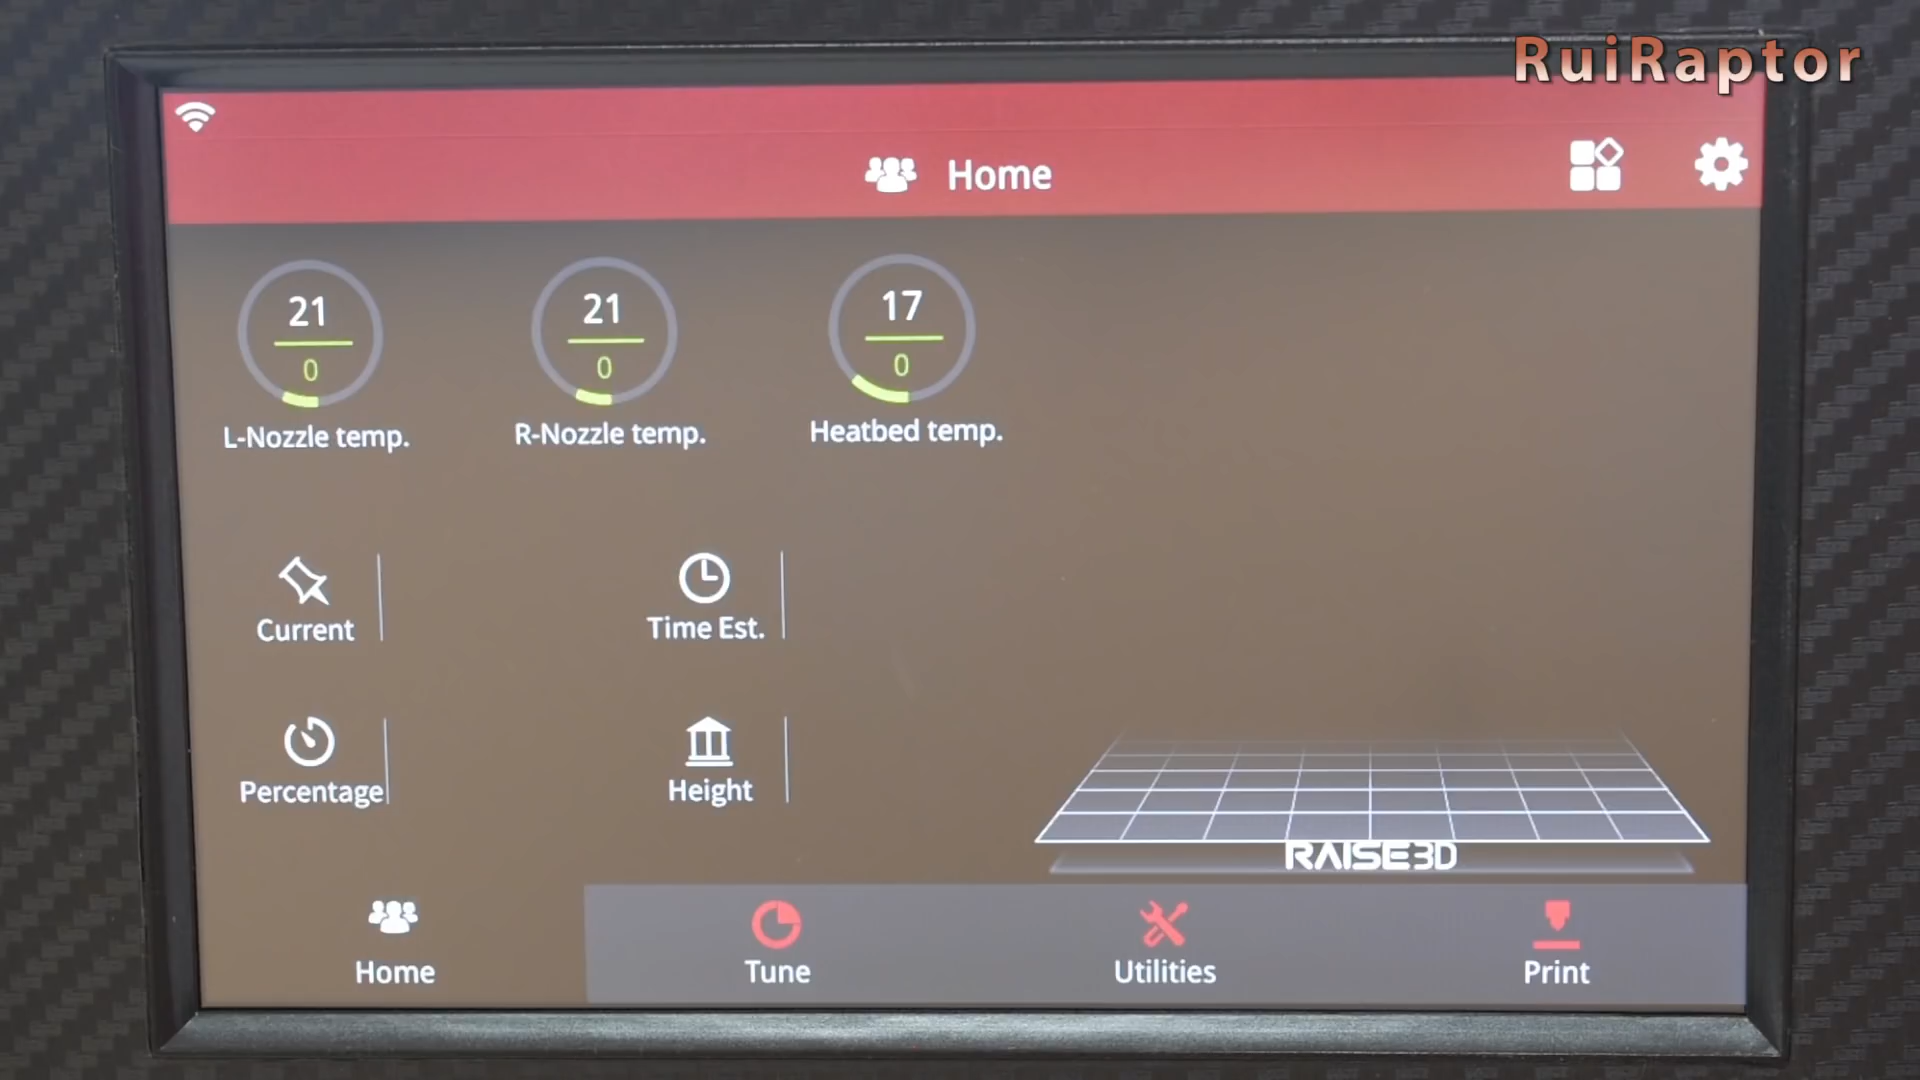 RuiRaptor
Home
21
0
L-Nozzle temp.
21
0
R-Nozzle temp.
17
0
Heatbed temp.
Current
Time Est.
Percentage
Height
RAISE3D
Home
Tune
Utilities
Print